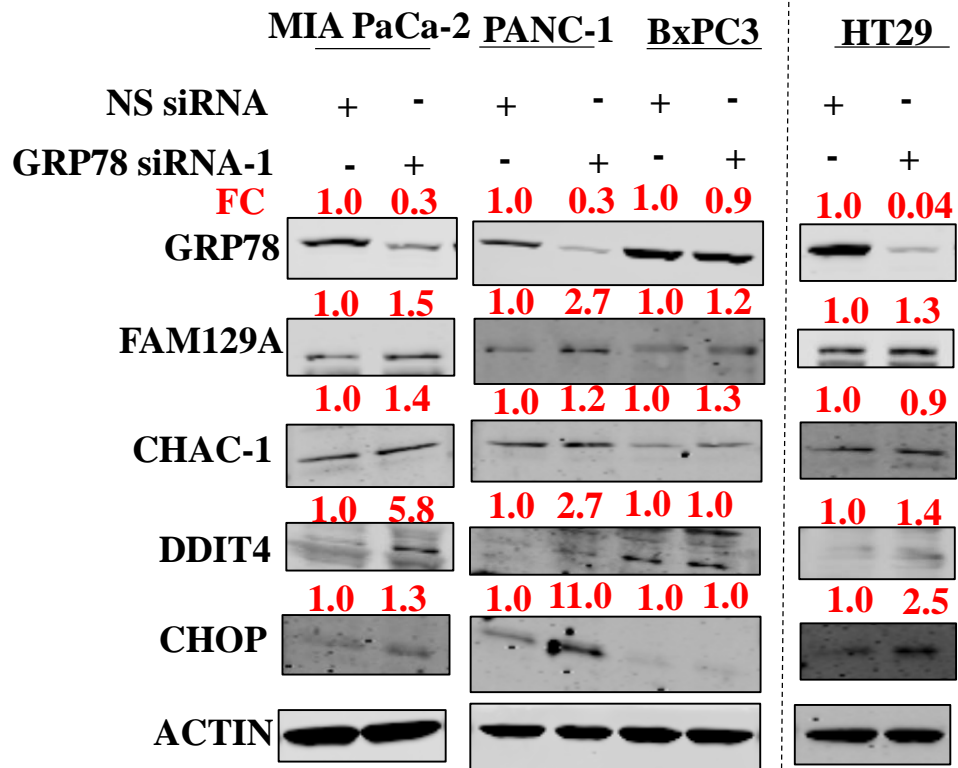 MIA PaCa-2 PANC-1 BxPC3 HT29
NS siRNA + - + - + - + -
GRP78 siRNA-1 - + - + - + - +
FC 1.0 0.3 1.0 0.3 1.0 0.9 1.0 0.04
GRP78
1.0 1.5 1.0 2.7 1.0 1.2 1.0 1.3
FAM129A
1.0 1.4 1.0 1.2 1.0 1.3 1.0 0.9
CHAC-1
1.0 5.8 1.0 2.7 1.0 1.0 1.0 1.4
DDIT4
1.0 1.3 1.0 11.0 1.0 1.0 1.0 2.5
CHOP
ACTIN